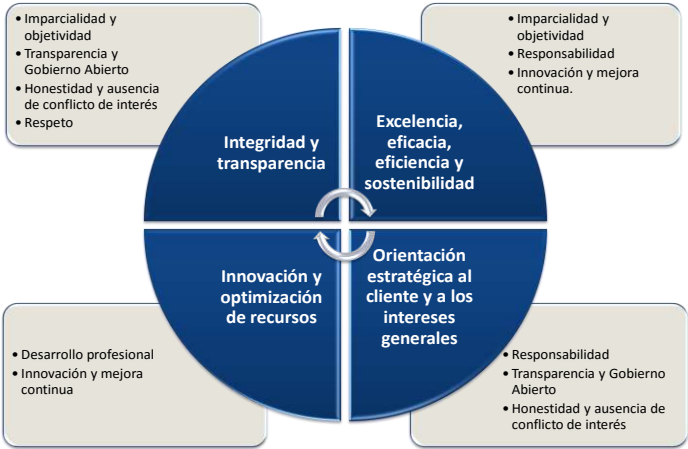 • Imparcialidad y
objetividad
• Transparencia y
Gobierno Abierto
• Honestidad y ausencia
de conflicto de interés
• Respeto
• Imparcialidad y
objetividad
• Responsabilidad
• Innovación y mejora
continua.
Integridad y
transparencia
Excelencia,
eficacia,
eficiencia y
sostenibilidad
Innovación y
optimización
de recursos
Orientación
estratégica al
cliente y a los
intereses
generales
• Desarrollo profesional
• Innovación y mejora
continua
• Responsabilidad
• Transparencia y Gobierno
Abierto
• Honestidad y ausencia de
conflicto de interés